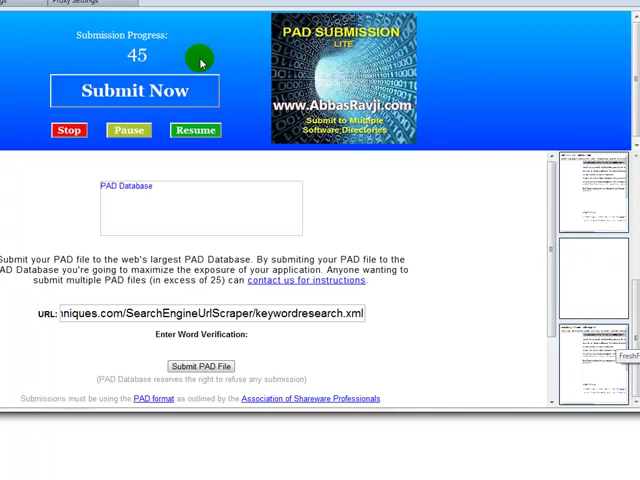 Proxy Settings
Submission Progress:
45
Submit Now
Stop
Pause
Resume
PAD SUBMISSION
LITE
www.AbbasRavji.com
Submit to Multiple
Software Directories
PAD Database
Submit your PAD file to the web's largest PAD Database. By submiting your PAD file to the
AD Database you're going to maximize the exposure of your application. Anyone wanting to
submit multiple PAD files (in excess of 25) can contact us for instructions.
URL: niques.com/SearchEngineUrlScraper/keywordresearch.xml
Enter Word Verification:
Submit PAD File
(PAD Database reserves the right to refuse any submission)
Submissions must be using the PAD format as outlined by the Association of Shareware Professionals
FreshF